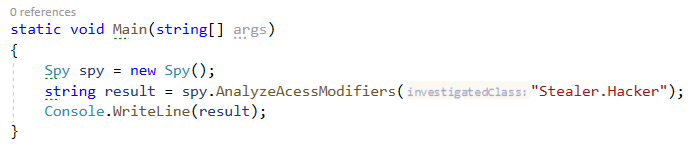 0 references
static void Main(string[] args)
{
Spy spy = new Spy();
string result = spy.AnalyzeAcessModifiers(investigatedClass:"Stealer.Hacker");
Console.WriteLine(result);
}